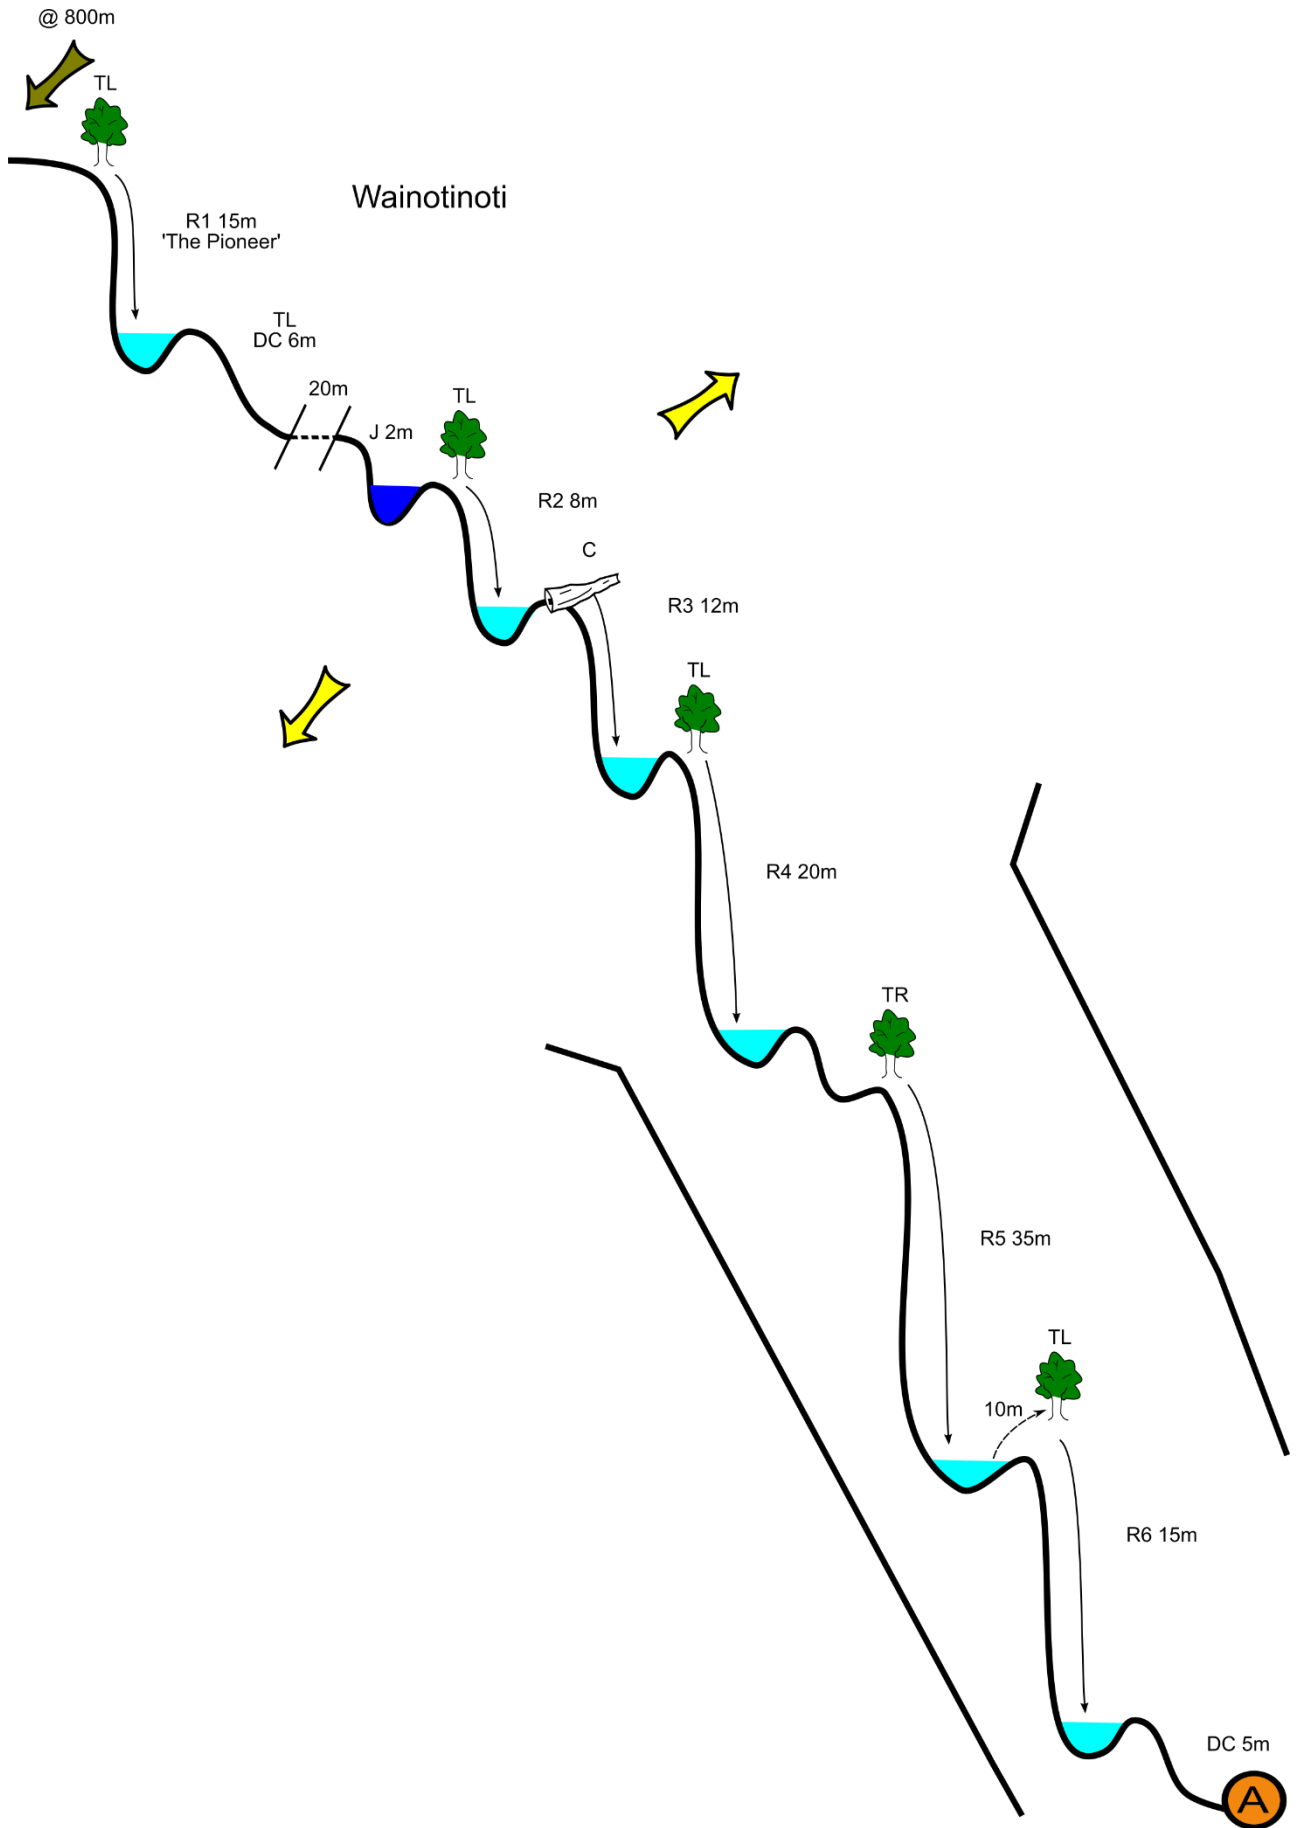 @ 800m
TL
Wainotinoti
R1 15m
'The Pioneer'
TL
DC 6m
20m
J 2m
TL
R2 8m
C
R3 12m
TL
R4 20m
TR
R5 35m
TL
10m
R6 15m
DC 5m
A